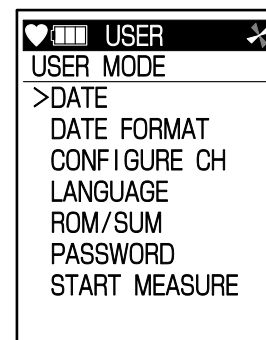 USER
USER MODE
>DATE
DATE FORMAT
CONFIGURE CH
LANGUAGE
ROM/SUM
PASSWORD
START MEASURE